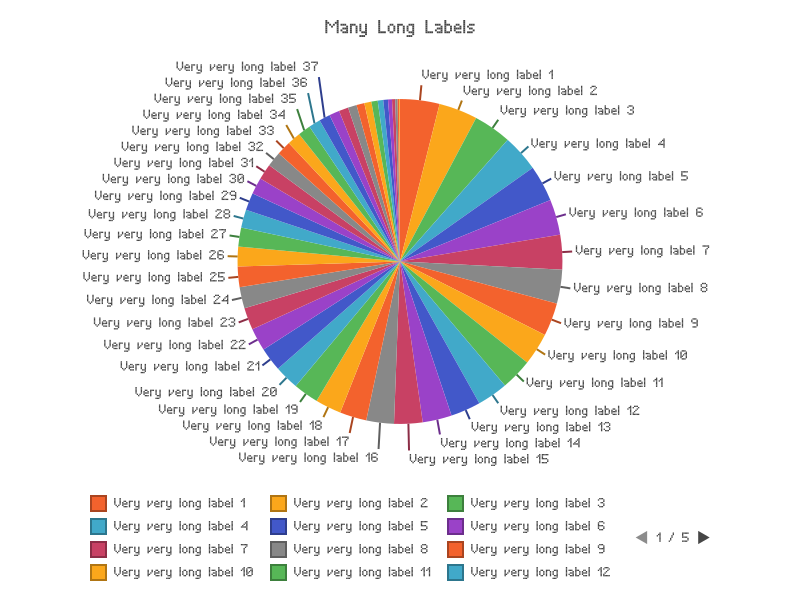 Many Long Labels
Very very long label 37
Very very long label 36
Very very long label 35
Very very long label 34
Very very long label 33
Very very long label 32
Very very long label 31
Very very long label 30
Very very long label 29
Very very long label 28
Very very long label 27
Very very long label 26
Very very long label 25
Very very long label 24
Very very long label 23
Very very long label 22
Very very long label 21
Very very long label 20
Very very long label 19
Very very long label 18
Very very long label 17
Very very long label 16
Very very long label 1
Very very long label 2
Very very long label 3
Very very long label 4
Very very long label 5
Very very long label 6
Very very long label 7
Very very long label 8
Very very long label 9
Very very long label 10
Very very long label 11
Very very long label 12
Very very long label 13
Very very long label 14
Very very long label 15
Very very long label 1 Very very long label 2 Very very long label 3
Very very long label 4 Very very long label 5 Very very long label 6
Very very long label 7 Very very long label 8 Very very long label 9
Very very long label 10 Very very long label 11 Very very long label 12
1 / 5